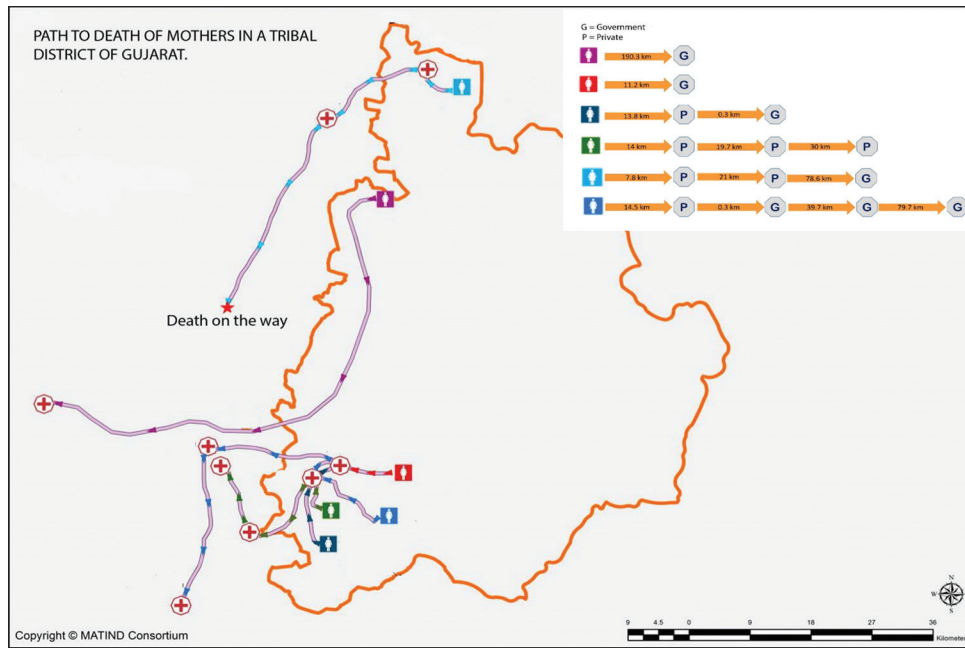 PATH TO DEATH OF MOTHERS IN A TRIBAL
DISTRICT OF GUJARAT.
G = Government
P = Private
190.3 km G
11.2 km G
13.8 km P 0.3 km G
14 km P 19.7 km P 30 km P
7.8 km P 21 km P 78.6 km G
14.5 km P 0.3 km G 39.7 km G 79.7 km G
Death on the way
N
W E
S
9 4.5 0 9 18 27 36
Kilometer
Copyright © MATIND Consortium